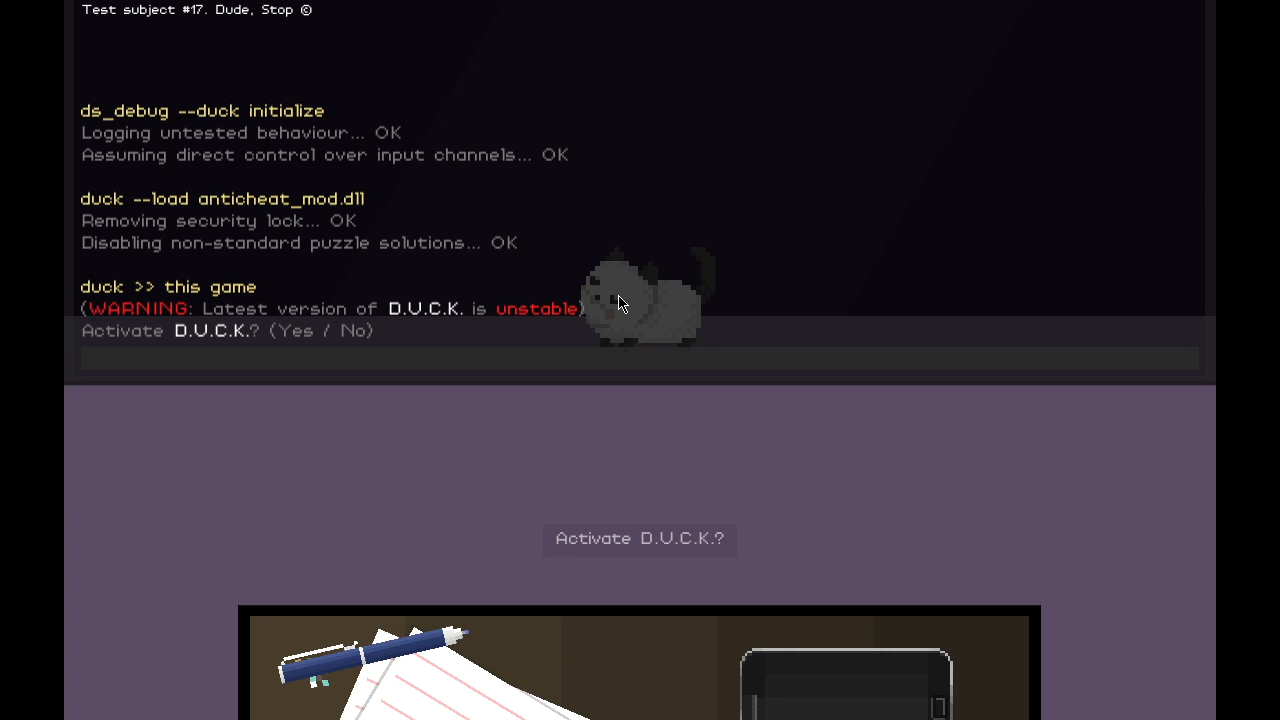 Test subject #17. Dude, Stop ©
ds_debug --duck initialize
Logging untested behaviour... OK
Assuming direct control over input channels... OK
duck --load anticheat_mod.dll
Removing security lock... OK
Disabling non-standard puzzle solutions... OK
duck >> this game
(WARNING: Latest version of D.U.C.K. is unstable)
Activate D.U.C.K.? (Yes / No)
Activate D.U.C.K.?